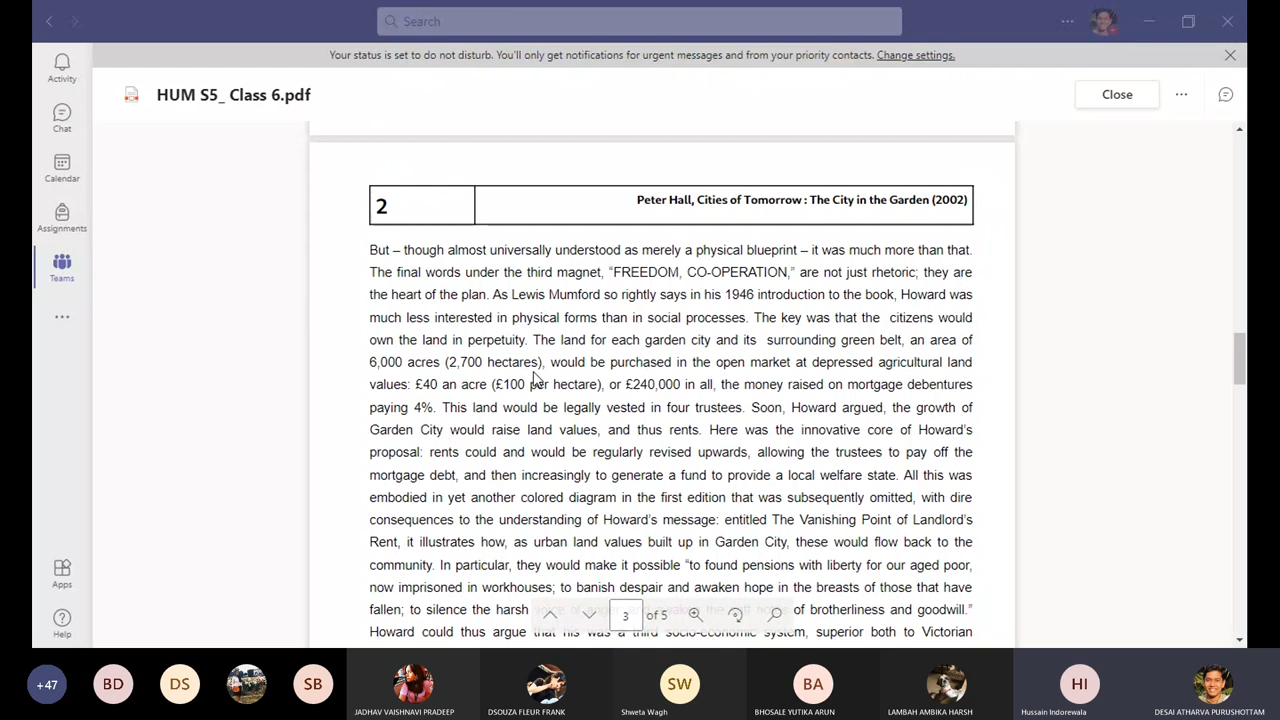 Search
Your status is set to do not disturb. You'll only get notifications for urgent messages and from your priority contacts. Change settings.
Activity
Chat
Calendar
Assignments
Teams
Apps
Help
HUM S5_ Class 6.pdf
Close
2
Peter Hall, Cities of Tomorrow : The City in the Garden (2002)
But – though almost universally understood as merely a physical blueprint – it was much more than that.
The final words under the third magnet, “FREEDOM, CO-OPERATION,” are not just rhetoric; they are
the heart of the plan. As Lewis Mumford so rightly says in his 1946 introduction to the book, Howard was
much less interested in physical forms than in social processes. The key was that the citizens would
own the land in perpetuity. The land for each garden city and its surrounding green belt, an area of
6,000 acres (2,700 hectares), would be purchased in the open market at depressed agricultural land
values: £40 an acre (£100 per hectare), or £240,000 in all, the money raised on mortgage debentures
paying 4%. This land would be legally vested in four trustees. Soon, Howard argued, the growth of
Garden City would raise land values, and thus rents. Here was the innovative core of Howard’s
proposal: rents could and would be regularly revised upwards, allowing the trustees to pay off the
mortgage debt, and then increasingly to generate a fund to provide a local welfare state. All this was
embodied in yet another colored diagram in the first edition that was subsequently omitted, with dire
consequences to the understanding of Howard’s message: entitled The Vanishing Point of Landlord’s
Rent, it illustrates how, as urban land values built up in Garden City, these would flow back to the
community. In particular, they would make it possible “to found pensions with liberty for our aged poor,
now imprisoned in workhouses; to banish despair and awaken hope in the breasts of those that have
fallen; to silence the harsh voice of anger and awaken the soft notes of brotherliness and goodwill.”
Howard could thus argue that his was a third socio-economic system, superior both to Victorian
3 of 5
+47
BD
DS
SB
SW
BA
HI
JADHAV VAISHNAVI PRADEEP
DSOUZA FLEUR FRANK
Shweta Wagh
BHOSALE YUTIKA ARUN
LAMBAH AMBIKA HARSH
Hussain Indorewala
DESAI ATHARVA PURUSHOTTAM